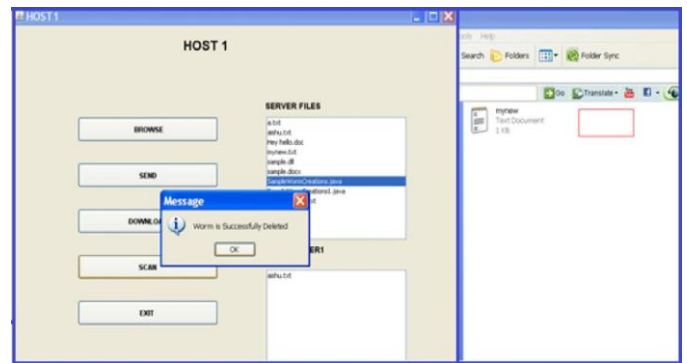 HOST1
HOST 1
BROWSE
SEND
SCAN
EXIT
SERVER FILES
a.txt
aishu.txt
Hey hello.doc
mynew.txt
sample.dll
sample.docx
SampleWormCreations.java
Message
Worm is Successfully Deleted
OK
ER1
aishu.txt
Help
Search
Folders
Folder Sync
Go
Translate
mynew
Text Document
1 KB